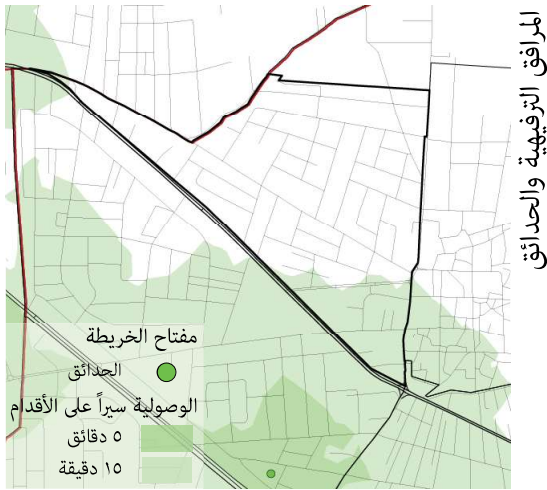 المرافق الترفيهية والحدائق
مفتاح الخريطة
الحدائق
الوصولية سيراً على الأقدام
٥ دقائق
١٥ دقيقة